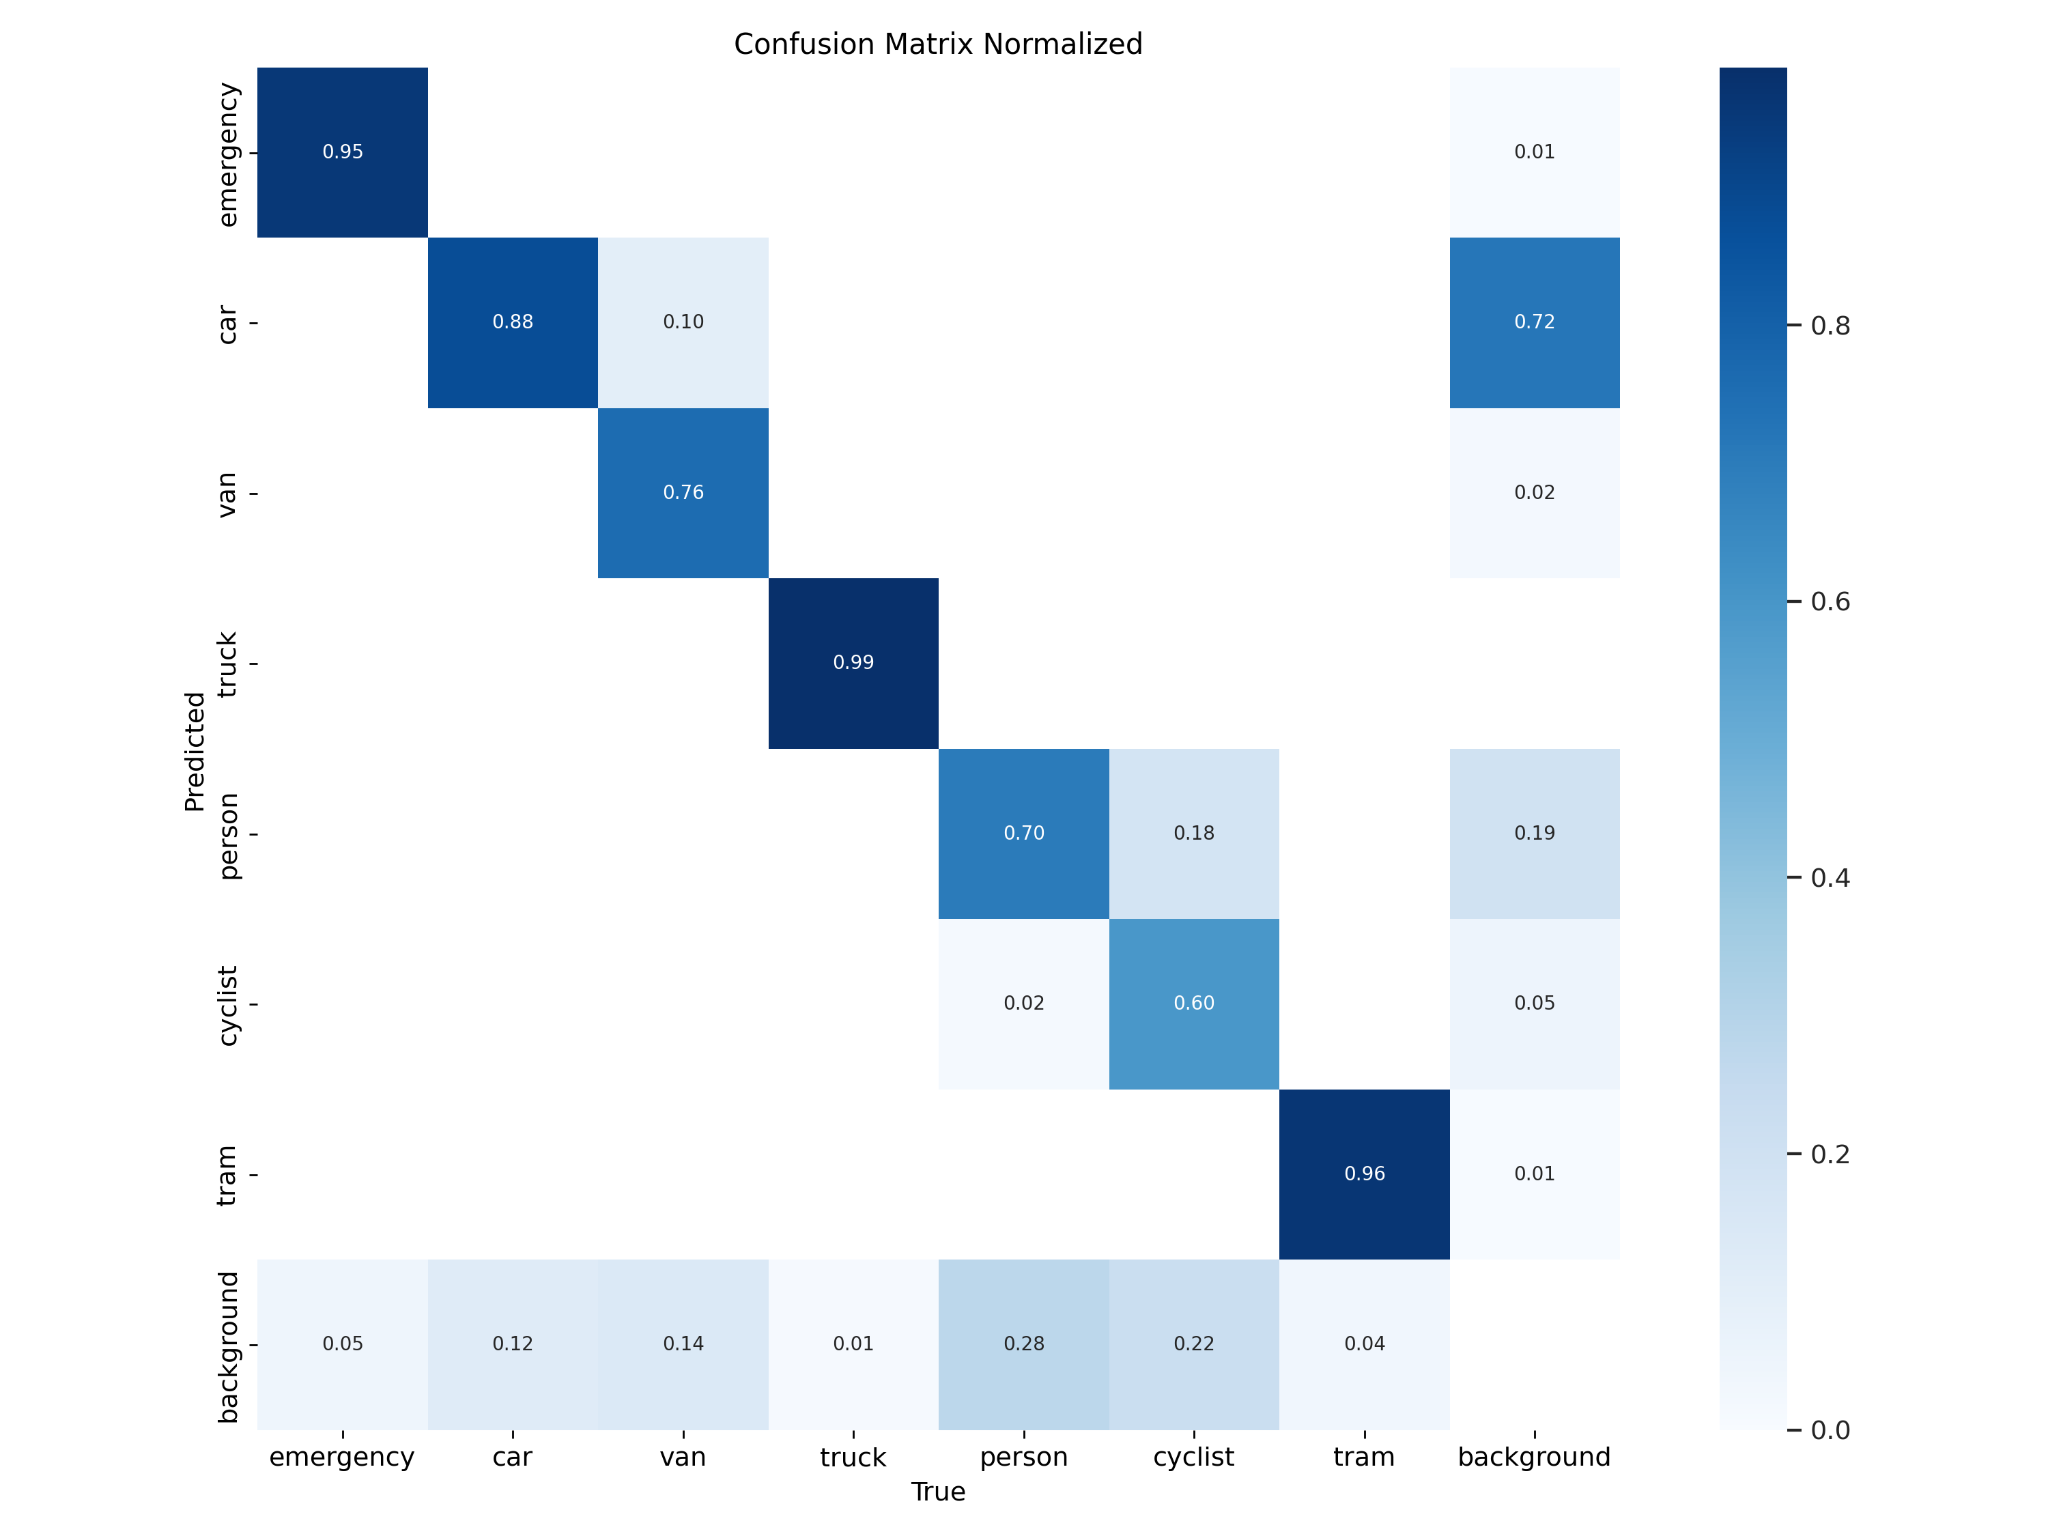 Confusion Matrix Normalized
emergency
0.95
0.01
car
0.88
0.10
0.72
0.8
van
0.76
0.02
0.6
truck
0.99
Predicted
person
0.70
0.18
0.19
0.4
cyclist
0.02
0.60
0.05
tram
0.96
0.01
0.2
background
0.05
0.12
0.14
0.01
0.28
0.22
0.04
0.0
emergency
car
van
truck
person
cyclist
tram
background
True